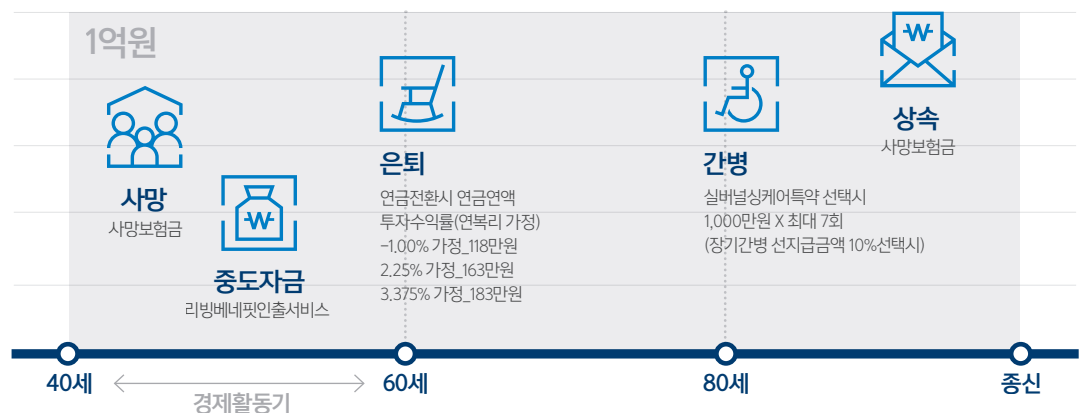 1억원
사망
사망보험금
₩
중도자금
리빙베네핏인출서비스
은퇴
연금전환시 연금연액
투자수익률(연복리 가정)
-1.00% 가정_118만원
2.25% 가정_163만원
3.375% 가정_183만원
간병
실버널싱케어특약 선택시
1,000만원 X 최대 7회
(장기간병 선지급금액 10%선택시)
₩
상속
사망보험금
40세
60세
80세
종신
경제활동기